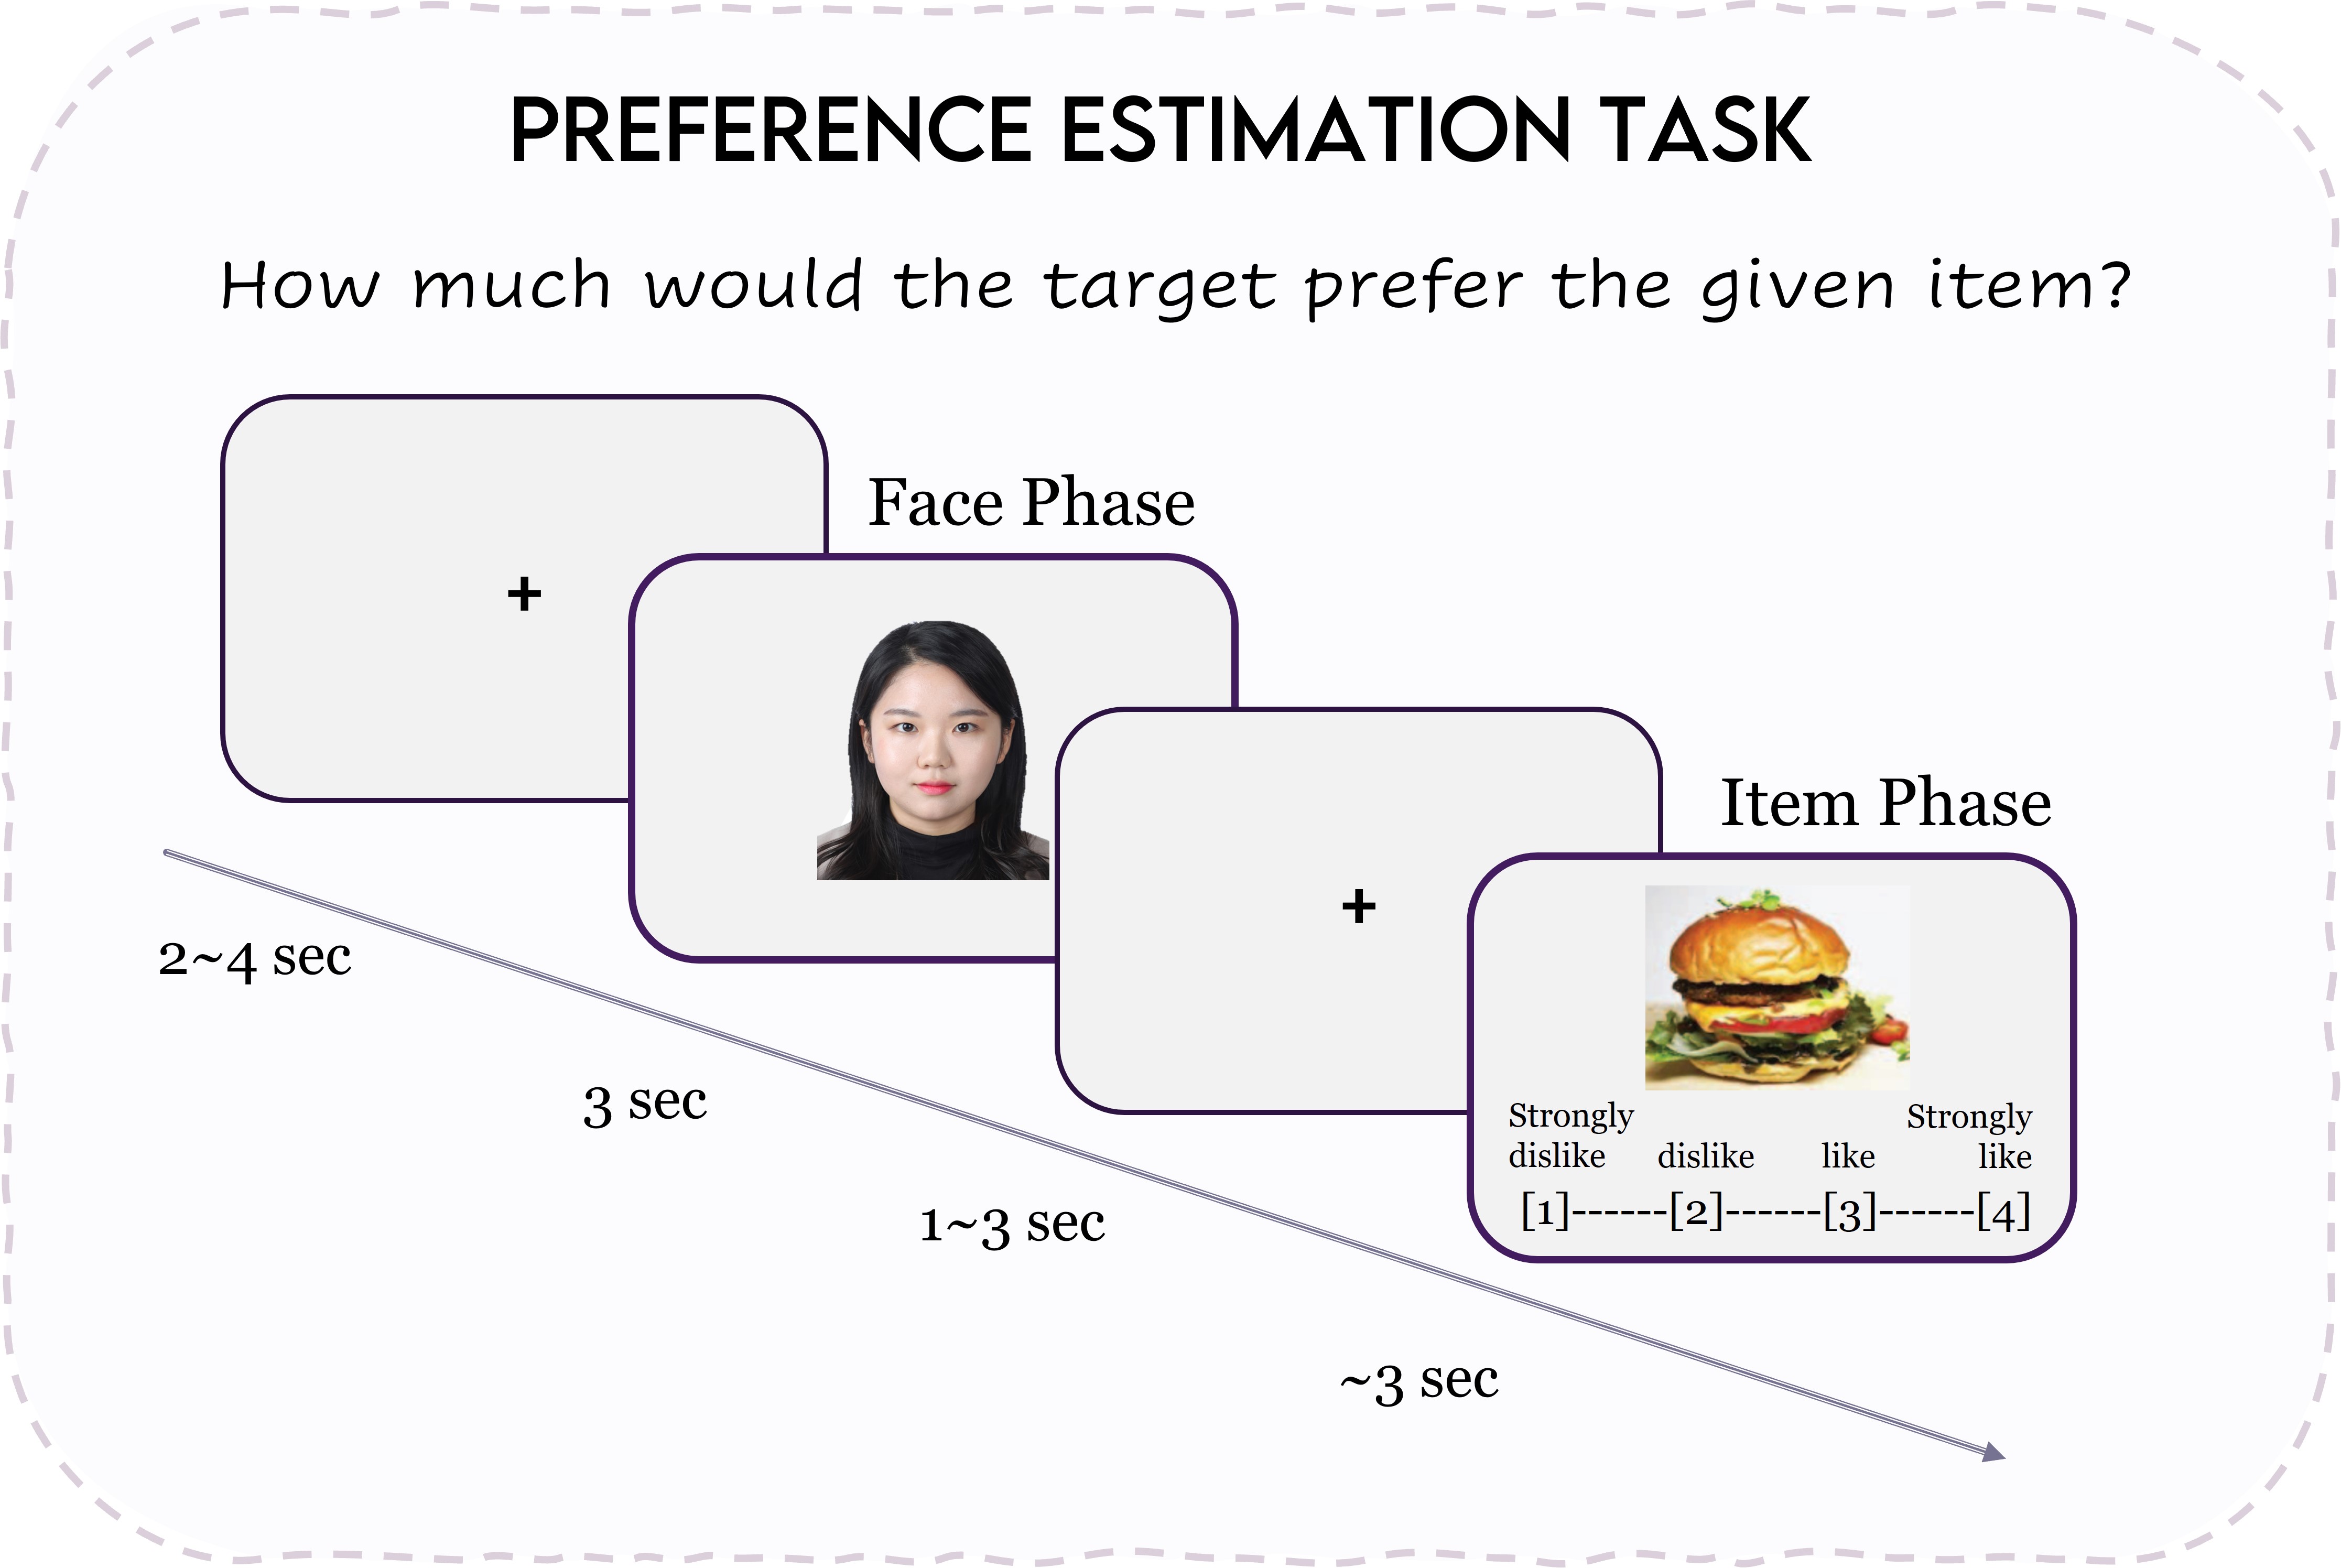 PREFERENCE ESTIMATION TASK
How much would the target prefer the given item?
+
Face Phase
+
Item Phase
Strongly dislike
dislike
like
Strongly like
[1]------[2]------[3]------[4]
2~4 sec
3 sec
1~3 sec
~3 sec